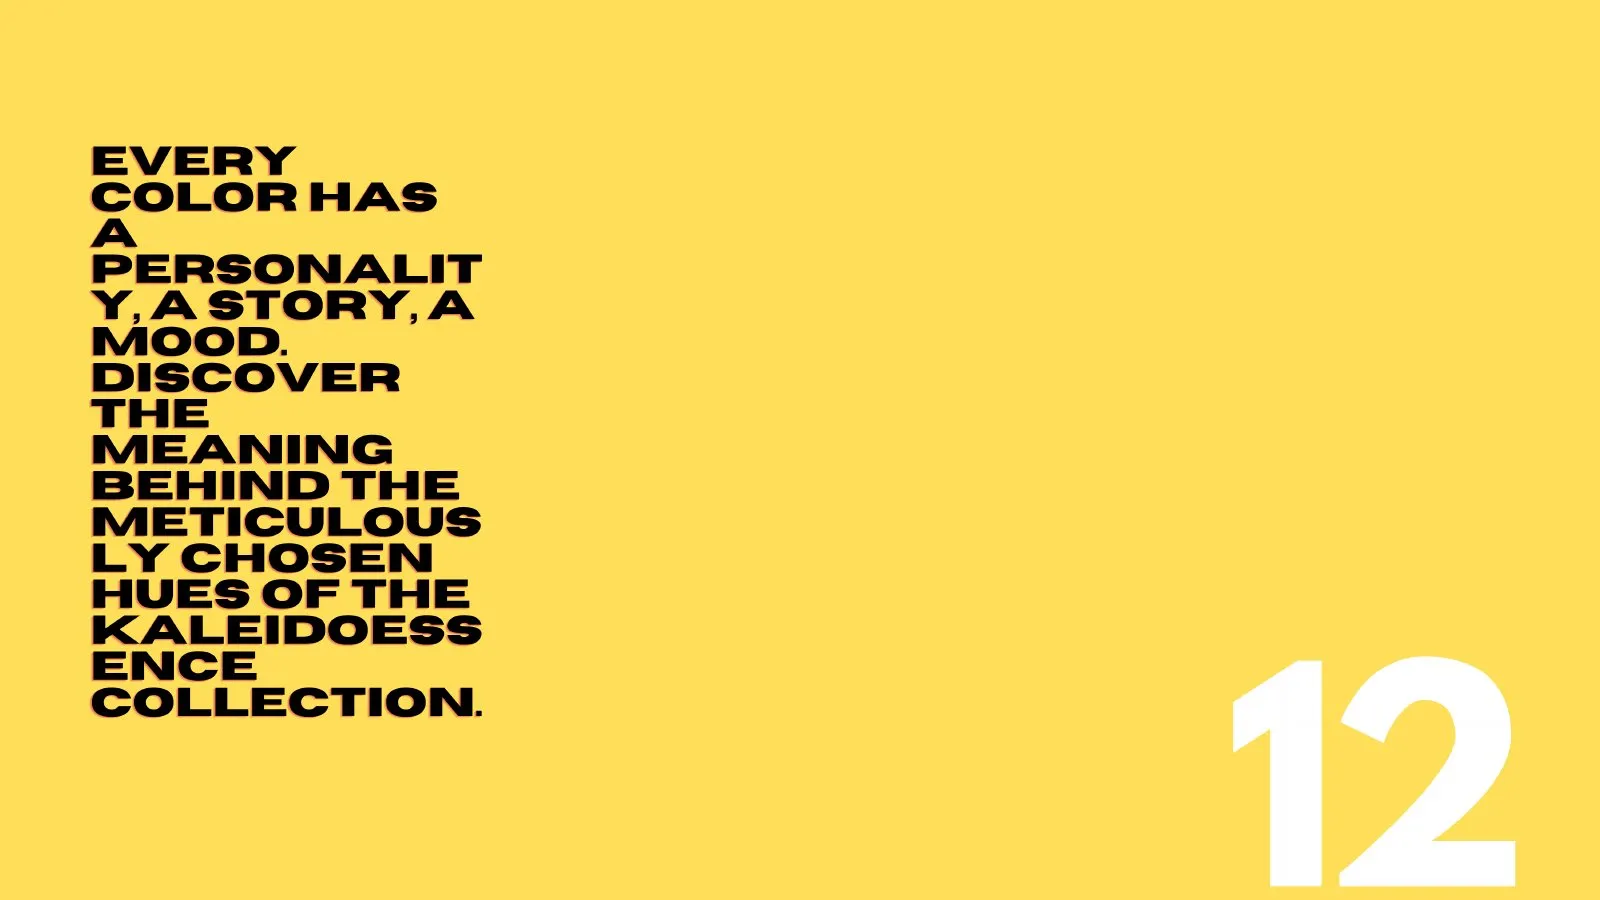 EVERY
COLOR HAS
A
PERSONALIT
Y, A STORY, A
MOOD.
DISCOVER
THE
MEANING
BEHIND THE
METICULOUS
LY CHOSEN
HUES OF THE
KALEIDOESS
ENCE
COLLECTION.
12